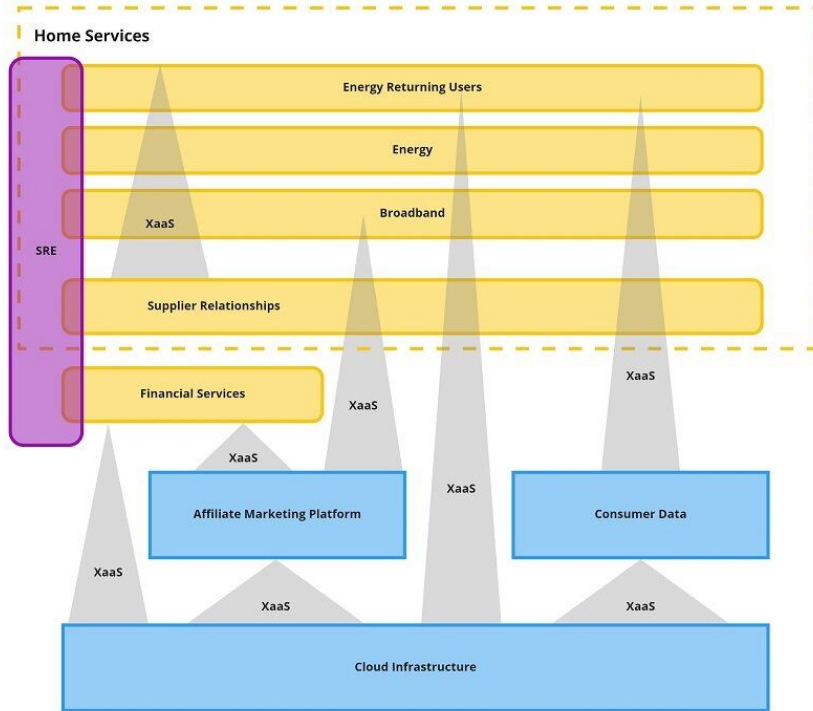 Home Services
Energy Returning Users
Energy
Broadband
XaaS
SRE
Supplier Relationships
XaaS
Financial Services
XaaS
XaaS
XaaS
Affiliate Marketing Platform
Consumer Data
XaaS
XaaS
XaaS
Cloud Infrastructure